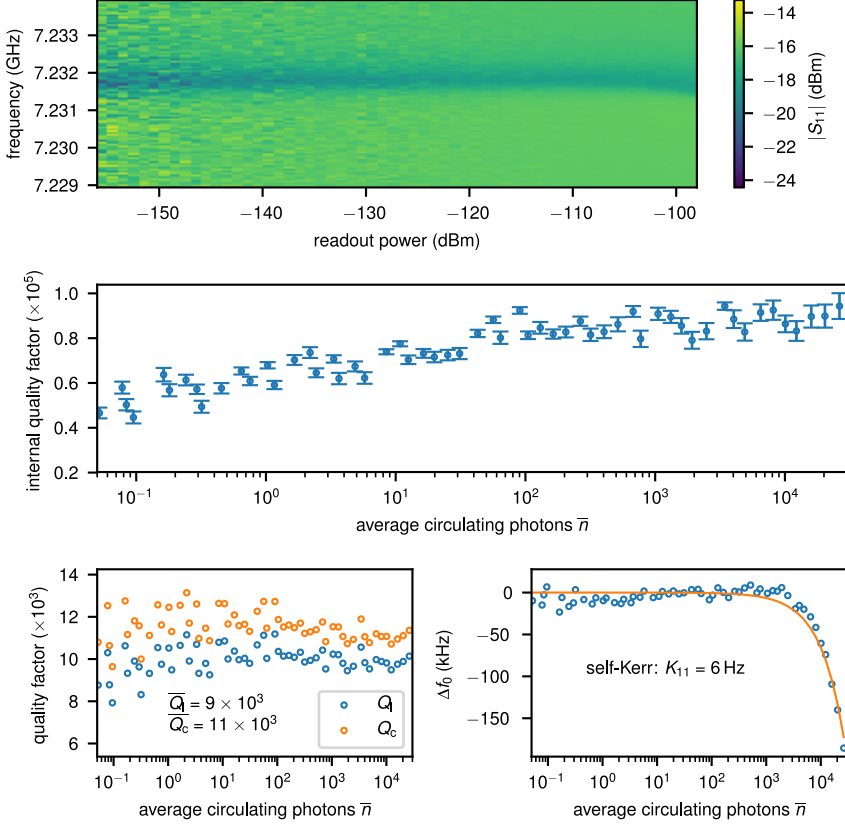 7.233
7.232
7.231
7.230
7.229
frequency (GHz)
−150 −140 −130 −120 −110 −100
readout power (dBm)
−14
−16
−18
−20
−22
−24
|S₁₁| (dBm)
1.0
0.8
0.6
0.4
0.2
internal quality factor (×10⁵)
10⁻¹ 10⁰ 10¹ 10² 10³ 10⁴
average circulating photons n̅
14
12
10
8
6
quality factor (×10³)
Q̅ₗ = 9 × 10³
Q̅c = 11 × 10³
Qₗ
Qc
10⁻¹ 10⁰ 10¹ 10² 10³ 10⁴
average circulating photons n̅
0
−50
−100
−150
Δf₀ (kHz)
self-Kerr: K₁₁ = 6 Hz
10⁻¹ 10⁰ 10¹ 10² 10³ 10⁴
average circulating photons n̅